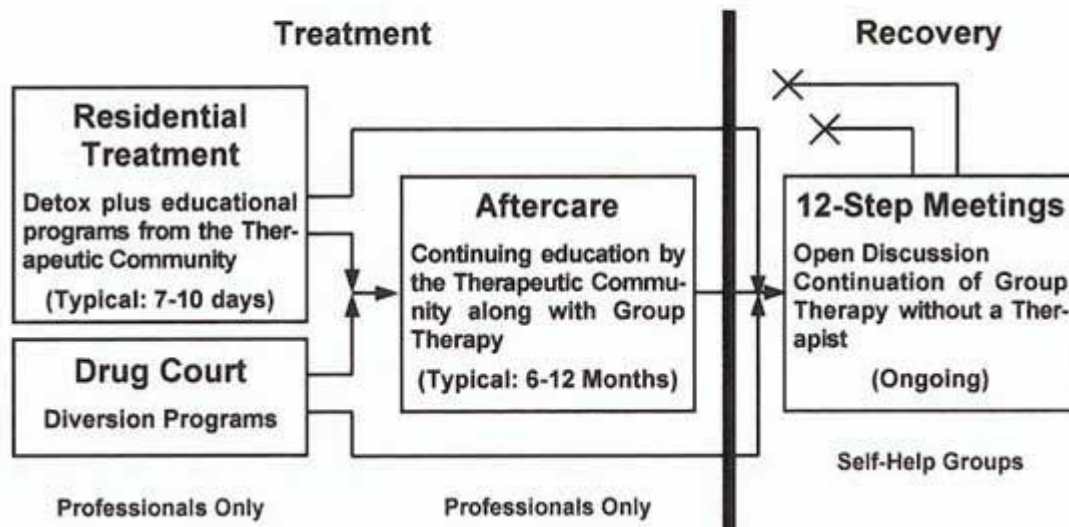 Treatment
Recovery
Residential
Treatment
Detox plus educational
programs from the Ther-
apeutic Community
(Typical: 7-10 days)
Drug Court
Diversion Programs
Aftercare
Continuing education by
the Therapeutic Commu-
nity along with Group
Therapy
(Typical: 6-12 Months)
12-Step Meetings
Open Discussion
Continuation of Group
Therapy without a Ther-
apist
(Ongoing)
Professionals Only
Professionals Only
Self-Help Groups